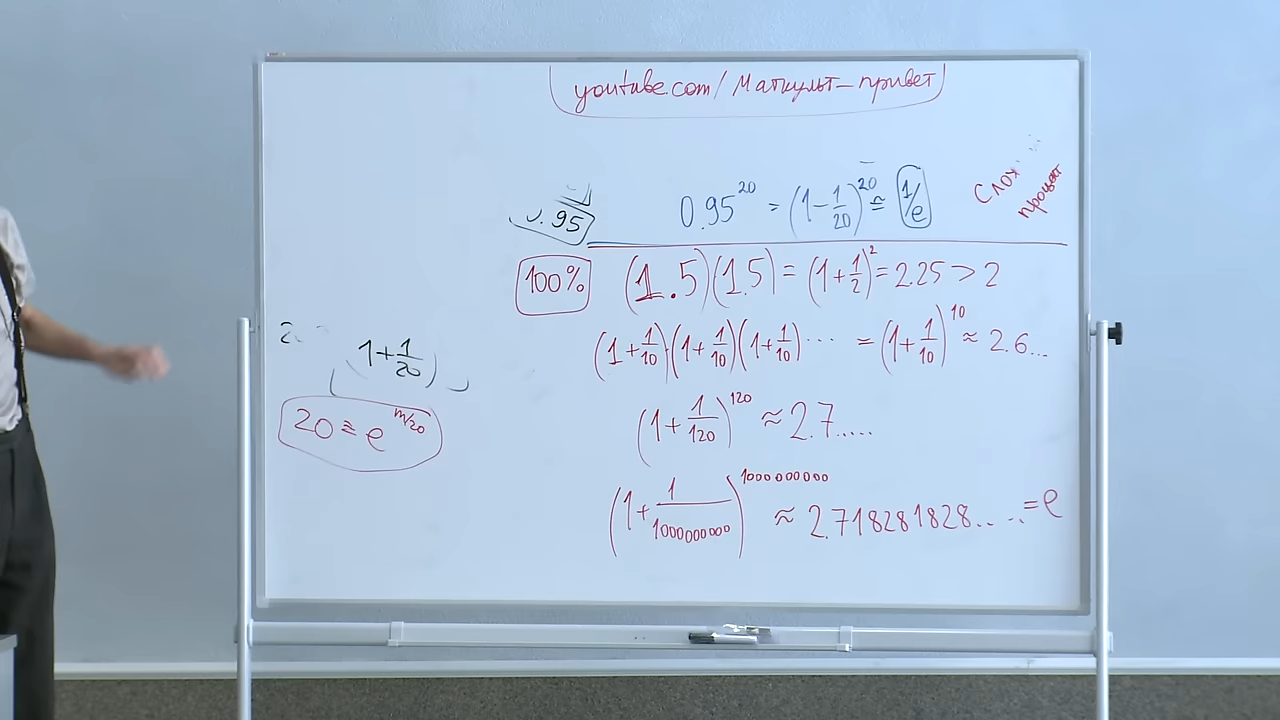 youtube.com/Маткульт-привет
0.95
0.95^20 = (1-1/20)^20 ≅ 1/e
Слож
процент
100%
(1.5)(1.5) = (1+1/2)^2 = 2.25 > 2
(1+1/10)·(1+1/10)(1+1/10)... = (1+1/10)^10 ≈ 2.6...
(1+1/20)
20 ≅ e^m/20
(1+1/120)^120 ≈ 2.7.....
(1+1/1000000000)^1000000000 ≈ 2.718281828..... = e